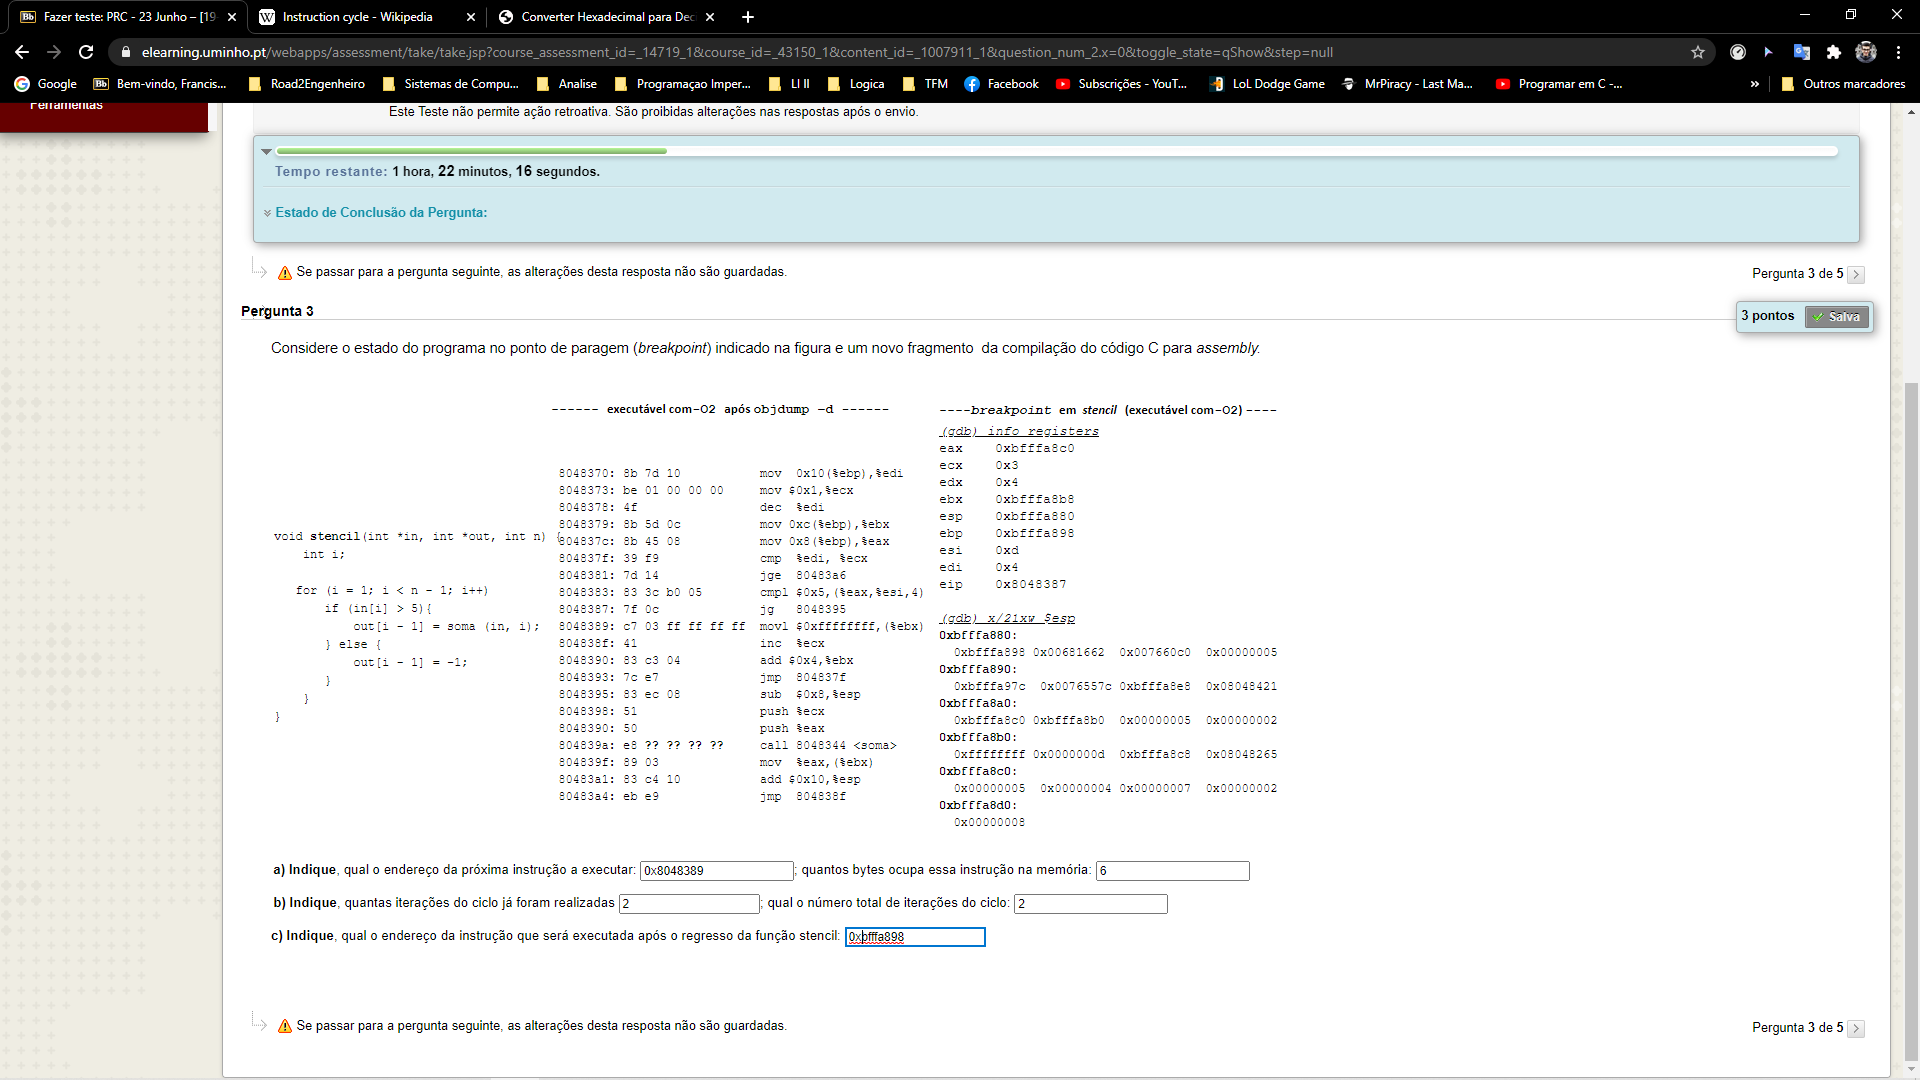 Fazer teste: PRC - 23 Junho – [19-
Instruction cycle - Wikipedia
Converter Hexadecimal para Dec
elearning.uminho.pt/webapps/assessment/take/take.jsp?course_assessment_id=_14719_1&course_id=_43150_1&content_id=_1007911_1&question_num_2.x=0&toggle_state=qShow&step=null
Google Bem-vindo, Francis... Road2Engenheiro Sistemas de Compu... Analise Programaçao Imper... LI II Logica TFM Facebook Subscrições - YouT... LoL Dodge Game MrPiracy - Last Ma... Programar em C -... » Outros marcadores
Ferramentas
Este Teste não permite ação retroativa. São proibidas alterações nas respostas após o envio.
Tempo restante: 1 hora, 22 minutos, 16 segundos.
Estado de Conclusão da Pergunta:
Se passar para a pergunta seguinte, as alterações desta resposta não são guardadas.
Pergunta 3 de 5 >
Pergunta 3
3 pontos Salva
Considere o estado do programa no ponto de paragem (breakpoint) indicado na figura e um novo fragmento da compilação do código C para assembly.
void stencil(int *in, int *out, int n) {
int i;
for (i = 1; i < n - 1; i++)
if (in[i] > 5){
out[i - 1] = soma (in, i);
} else {
out[i - 1] = -1;
}
}
}
------ executável com-O2 após objdump –d ------
8048370: 8b 7d 10 mov 0x10(%ebp),%edi
8048373: be 01 00 00 00 mov $0x1,%ecx
8048378: 4f dec %edi
8048379: 8b 5d 0c mov 0xc(%ebp),%ebx
804837c: 8b 45 08 mov 0x8(%ebp),%eax
804837f: 39 f9 cmp %edi, %ecx
8048381: 7d 14 jge 80483a6
8048383: 83 3c b0 05 cmpl $0x5,(%eax,%esi,4)
8048387: 7f 0c jg 8048395
8048389: c7 03 ff ff ff ff movl $0xffffffff,(%ebx)
804838f: 41 inc %ecx
8048390: 83 c3 04 add $0x4,%ebx
8048393: 7c e7 jmp 804837f
8048395: 83 ec 08 sub $0x8,%esp
8048398: 51 push %ecx
8048390: 50 push %eax
804839a: e8 ?? ?? ?? ?? call 8048344 <soma>
804839f: 89 03 mov %eax,(%ebx)
80483a1: 83 c4 10 add $0x10,%esp
80483a4: eb e9 jmp 804838f
----breakpoint em stencil (executável com-O2) ----
(gdb) info registers
eax 0xbfffa8c0
ecx 0x3
edx 0x4
ebx 0xbfffa8b8
esp 0xbfffa880
ebp 0xbfffa898
esi 0xd
edi 0x4
eip 0x8048387
(gdb) x/21xw $esp
0xbfffa880:
0xbfffa898 0x00681662 0x007660c0 0x00000005
0xbfffa890:
0xbfffa97c 0x0076557c 0xbfffa8e8 0x08048421
0xbfffa8a0:
0xbfffa8c0 0xbfffa8b0 0x00000005 0x00000002
0xbfffa8b0:
0xffffffff 0x0000000d 0xbfffa8c8 0x08048265
0xbfffa8c0:
0x00000005 0x00000004 0x00000007 0x00000002
0xbfffa8d0:
0x00000008
a) Indique, qual o endereço da próxima instrução a executar: 0x8048389 ; quantos bytes ocupa essa instrução na memória: 6
b) Indique, quantas iterações do ciclo já foram realizadas 2 ; qual o número total de iterações do ciclo: 2
c) Indique, qual o endereço da instrução que será executada após o regresso da função stencil: 0xbfffa898
Se passar para a pergunta seguinte, as alterações desta resposta não são guardadas.
Pergunta 3 de 5 >